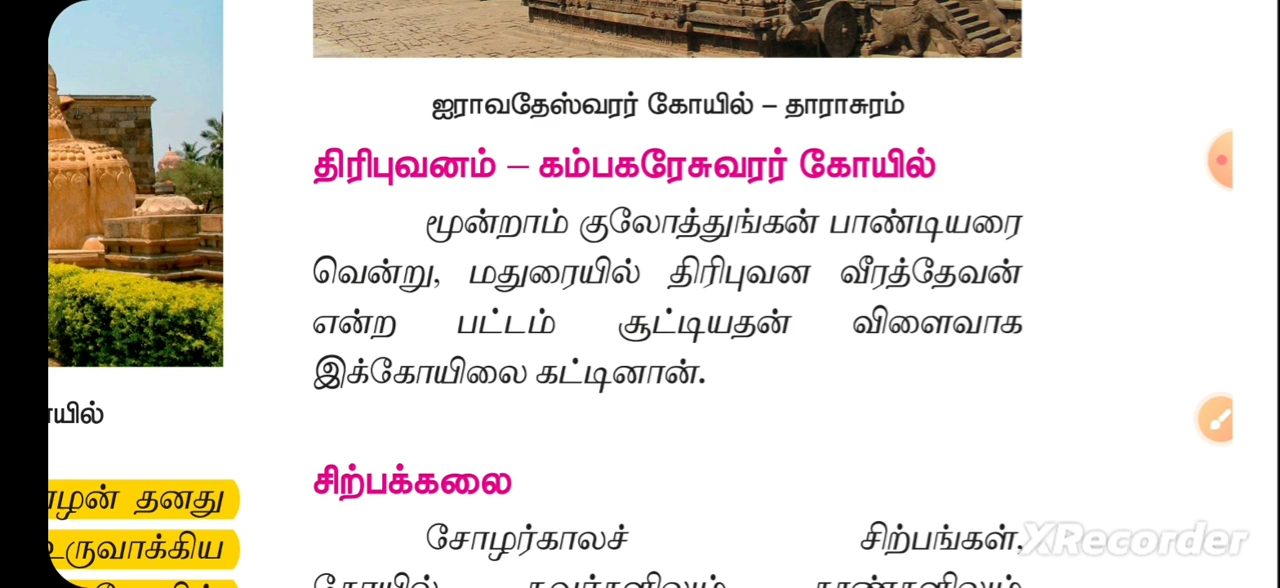 ஐராவதேஸ்வரர் கோயில் – தாராசுரம்
திரிபுவனம் – கம்பகரேசுவரர் கோயில்
மூன்றாம் குலோத்துங்கன் பாண்டியரை
வென்று, மதுரையில் திரிபுவன வீரத்தேவன்
என்ற பட்டம் சூட்டியதன் விளைவாக
இக்கோயிலை கட்டினான்.
சிற்பக்கலை
சோழர்காலச் சிற்பங்கள்,
கோயில்
தனது
உருவாக்கிய
XRecorder